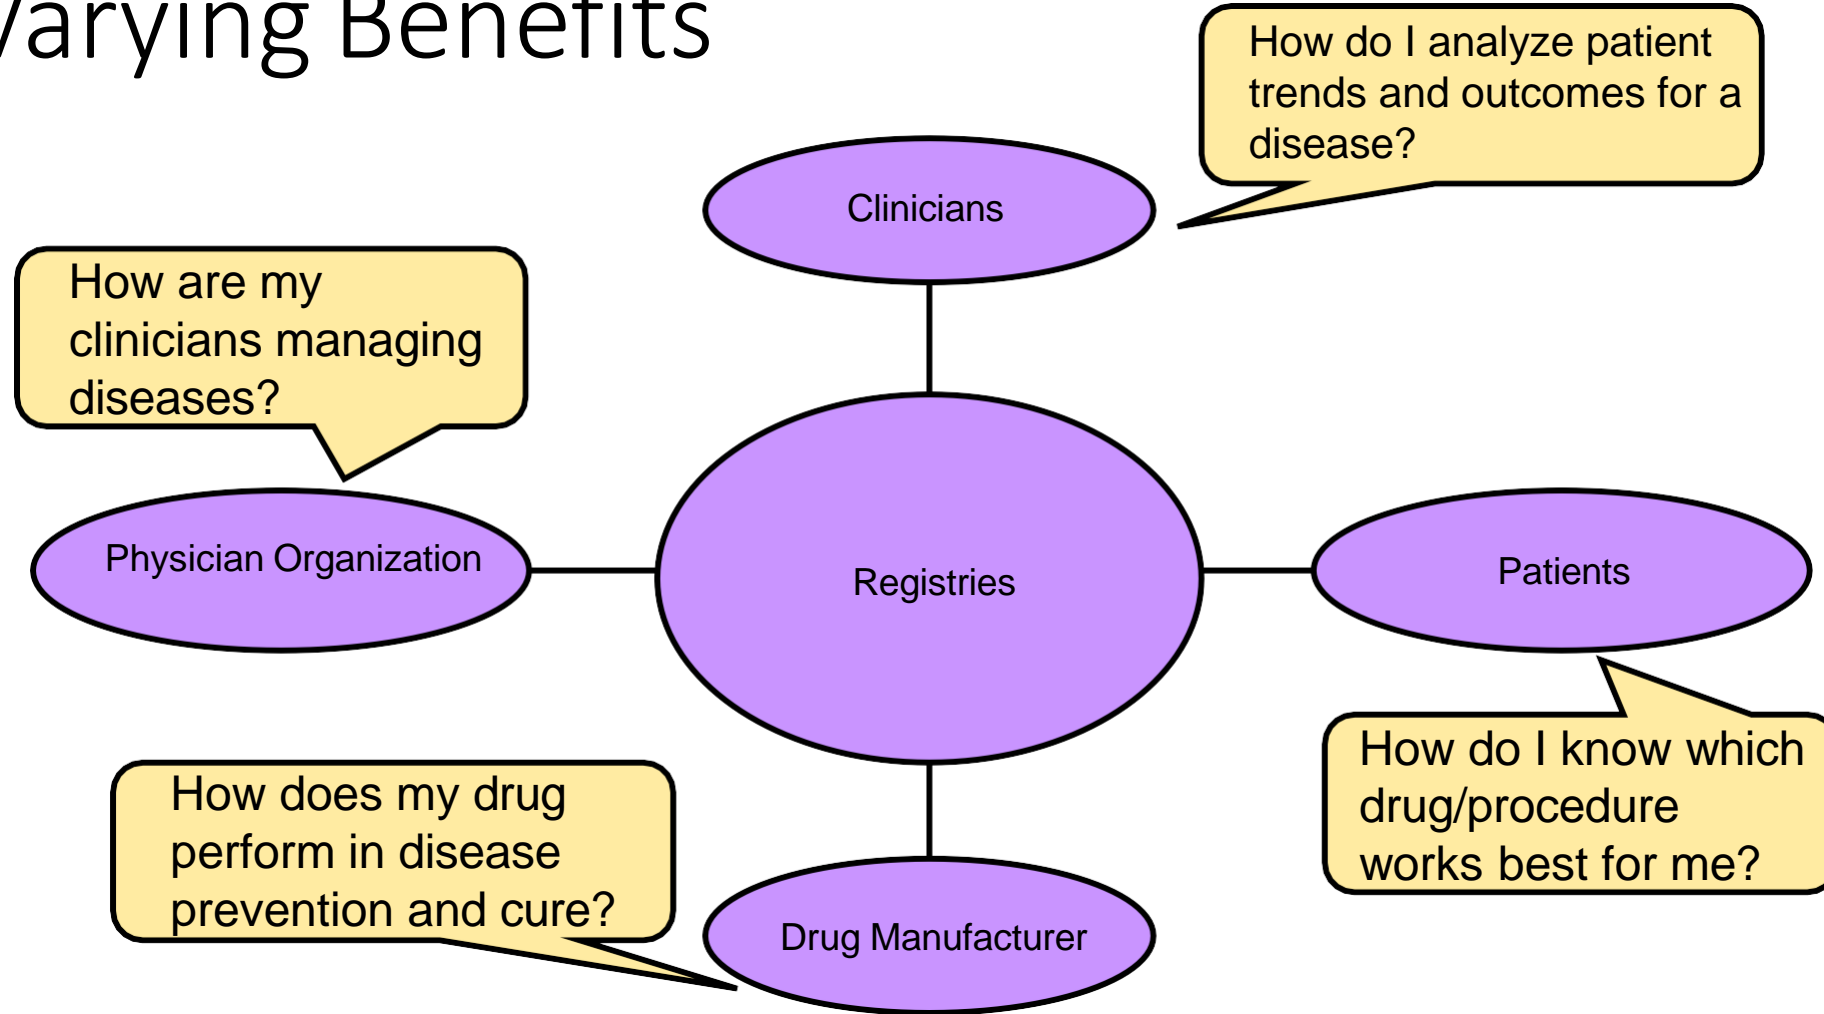 Varying Benefits
How do I analyze patient
trends and outcomes for a
disease?
Clinicians
How are my
clinicians managing
diseases?
Physician Organization
Registries
Patients
How do I know which
drug/procedure
works best for me?
How does my drug
perform in disease
prevention and cure?
Drug Manufacturer